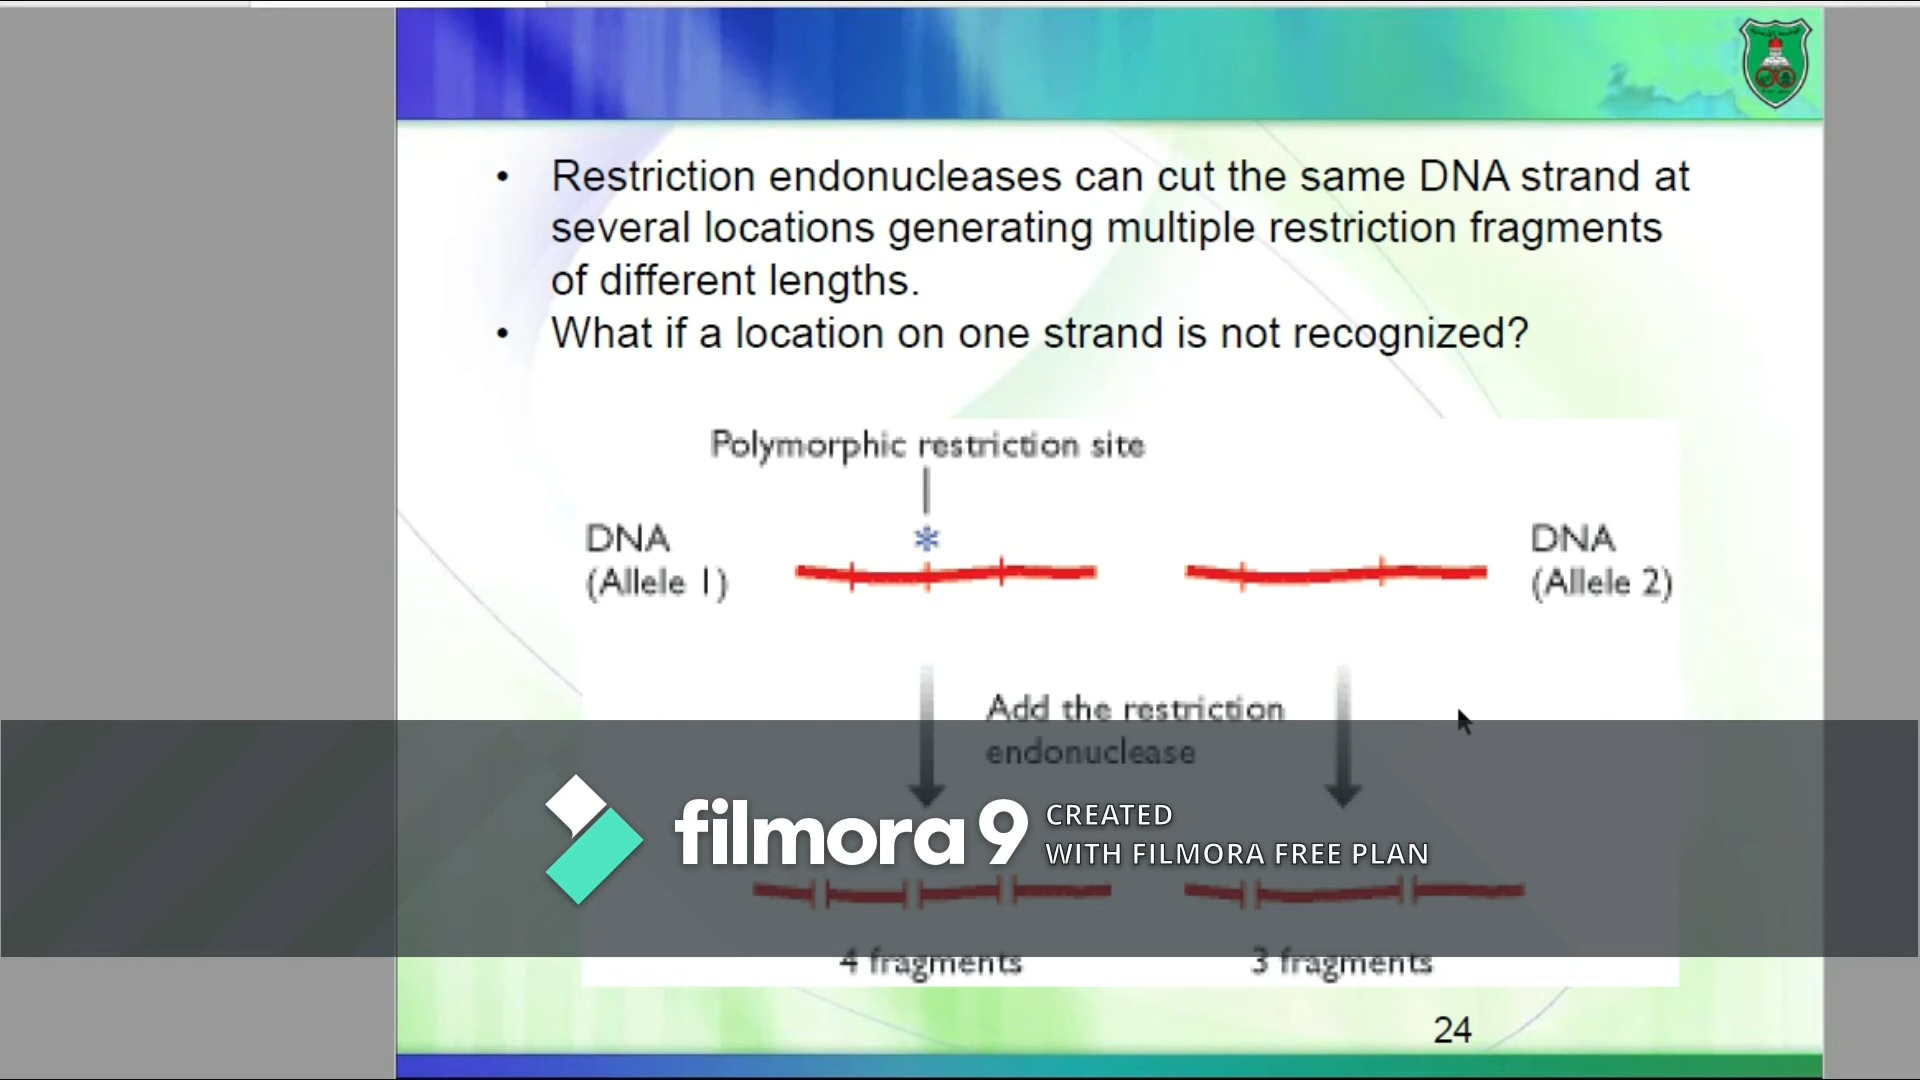 • Restriction endonucleases can cut the same DNA strand at
several locations generating multiple restriction fragments
of different lengths.
• What if a location on one strand is not recognized?
Polymorphic restriction site
*
DNA
(Allele 1)
DNA
(Allele 2)
Add the restriction
endonuclease
filmora 9
CREATED
WITH FILMORA FREE PLAN
4 fragments
3 fragments
24